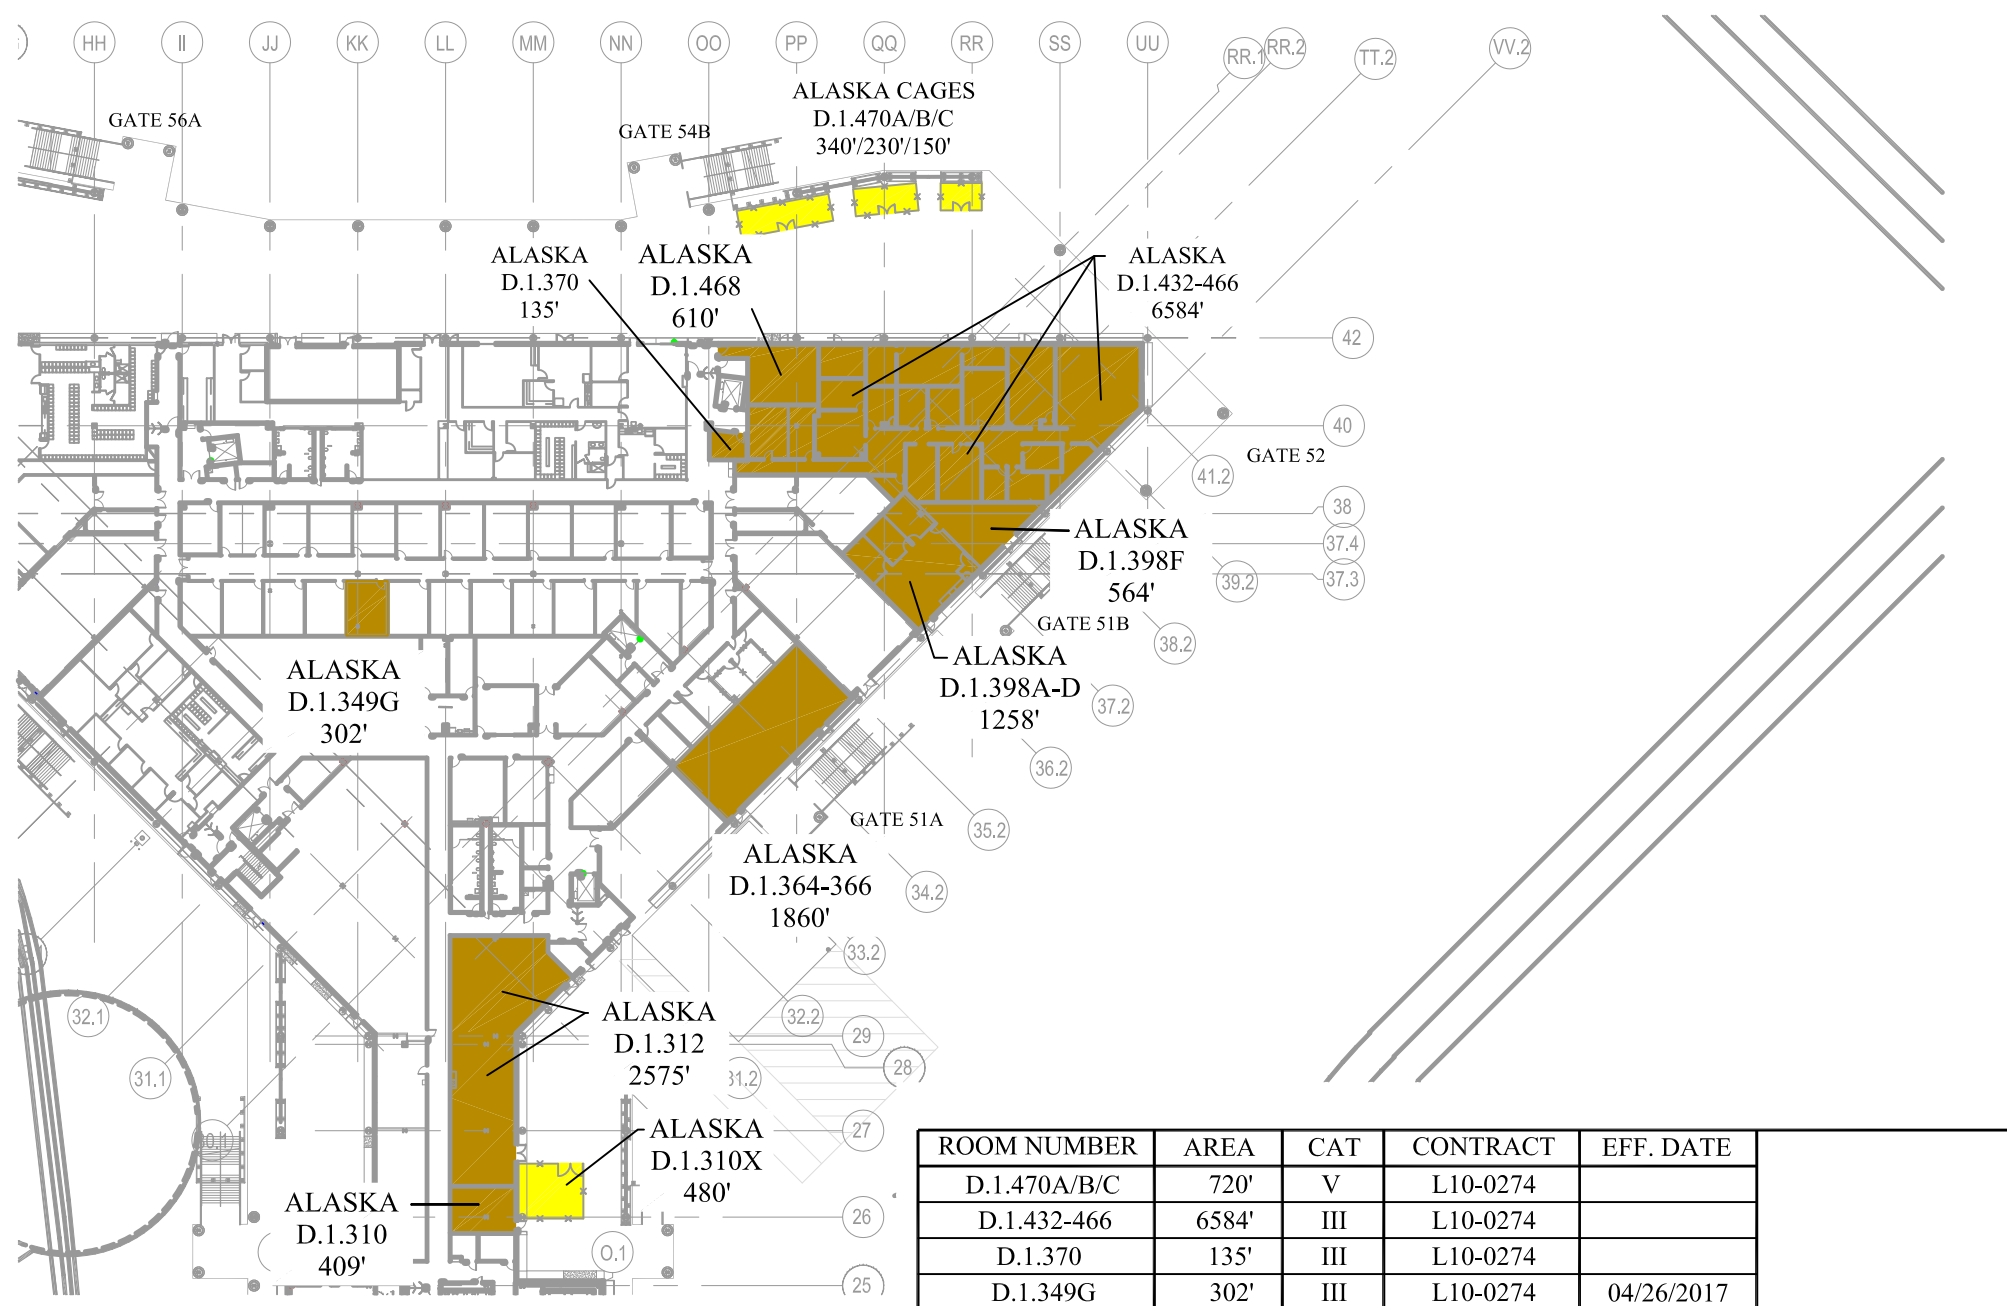 HH II JJ KK LL MM NN OO PP QQ RR SS UU RR.1 RR.2 TT.2 VV.2
GATE 56A
GATE 54B
ALASKA CAGES
D.1.470A/B/C
340'/230'/150'
ALASKA
D.1.370
135'
ALASKA
D.1.468
610'
ALASKA
D.1.432-466
6584'
42
40
GATE 52
41.2
38
37.4
37.3
39.2
ALASKA
D.1.398F
564'
GATE 51B
38.2
ALASKA
D.1.398A-D
1258'
37.2
36.2
ALASKA
D.1.349G
302'
GATE 51A
35.2
34.2
ALASKA
D.1.364-366
1860'
33.2
32.1
32.2
29
28
31.1
31.2
ALASKA
D.1.312
2575'
27
ALASKA
D.1.310X
480'
26
ALASKA
D.1.310
409'
O.1
25
ROOM NUMBER AREA CAT CONTRACT EFF. DATE
D.1.470A/B/C 720' V L10-0274
D.1.432-466 6584' III L10-0274
D.1.370 135' III L10-0274
D.1.349G 302' III L10-0274 04/26/2017